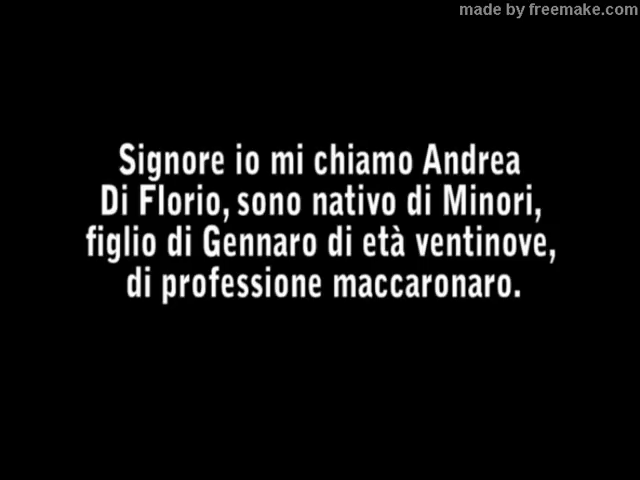 made by freemake.com
Signore io mi chiamo Andrea
Di Florio, sono nativo di Minori,
figlio di Gennaro di età ventinove,
di professione maccaronaro.